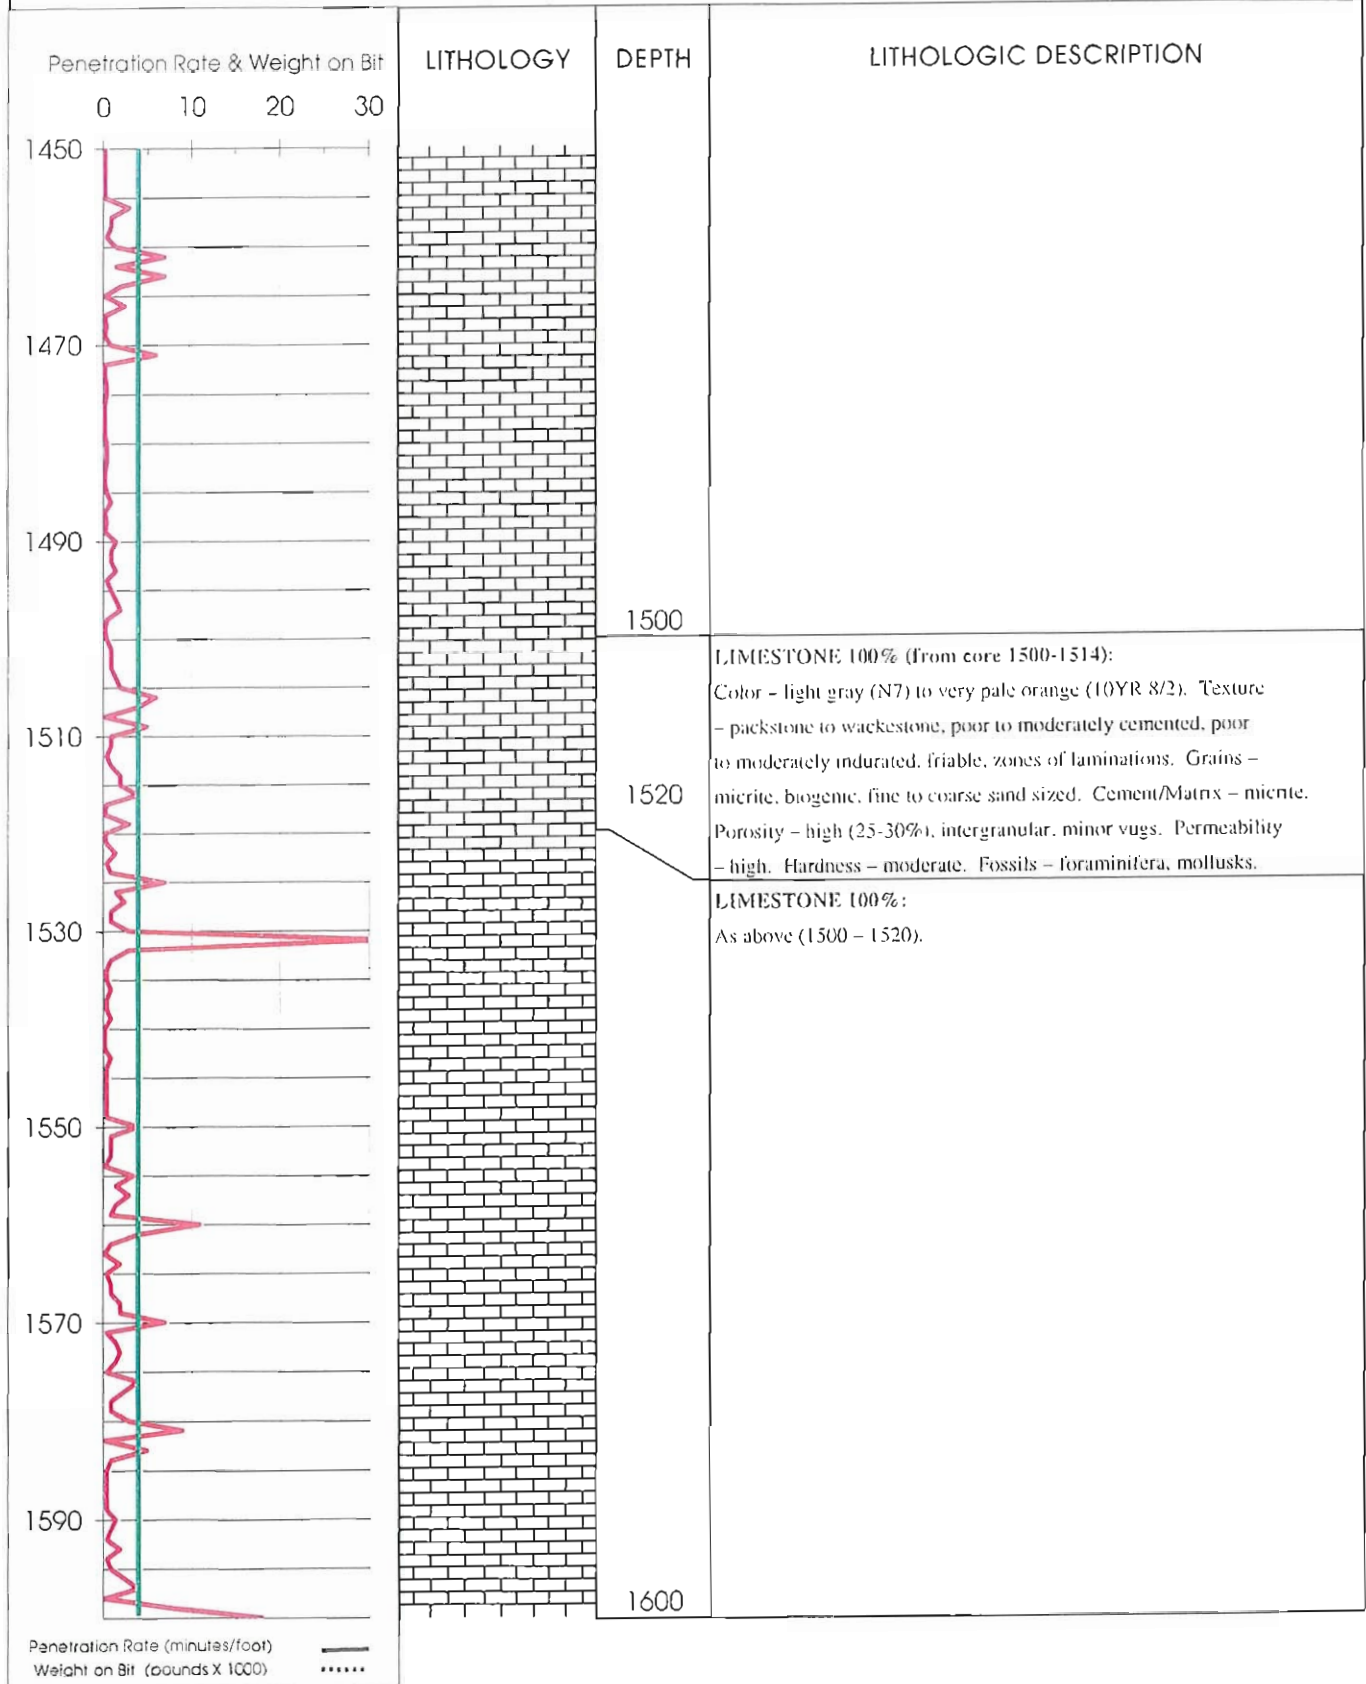 Penetration Rate & Weight on Bit
LITHOLOGY
DEPTH
LITHOLOGIC DESCRIPTION
0 10 20 30
1450
1470
1490
1510
1530
1550
1570
1590
1500
1520
1600
LIMESTONE 100% (from core 1500-1514):
Color – light gray (N7) to very pale orange (10YR 8/2). Texture
– packstone to wackestone, poor to moderately cemented, poor
to moderately indurated, friable, zones of laminations. Grains –
micrite, biogenic, fine to coarse sand sized. Cement/Matrix – micrite.
Porosity – high (25-30%), intergranular, minor vugs. Permeability
– high. Hardness – moderate. Fossils – foraminifera, mollusks.
LIMESTONE 100%:
As above (1500 – 1520).
Penetration Rate (minutes/foot)
Weight on Bit (pounds X 1000)